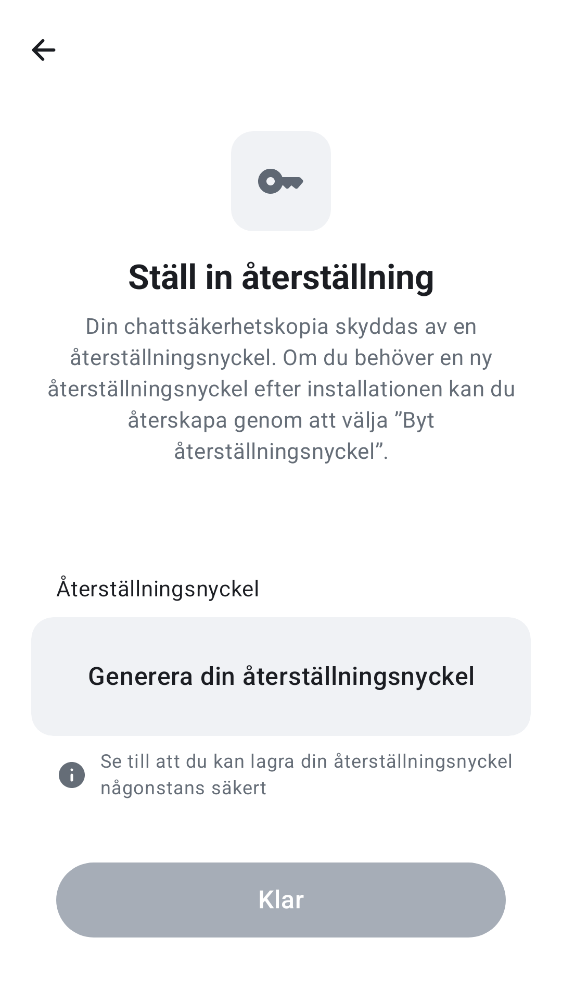 Ställ in återställning
Din chattsäkerhetskopia skyddas av en
återställningsnyckel. Om du behöver en ny
återställningsnyckel efter installationen kan du
återskapa genom att välja ”Byt
återställningsnyckel”.
Återställningsnyckel
Generera din återställningsnyckel
Se till att du kan lagra din återställningsnyckel
någonstans säkert
Klar